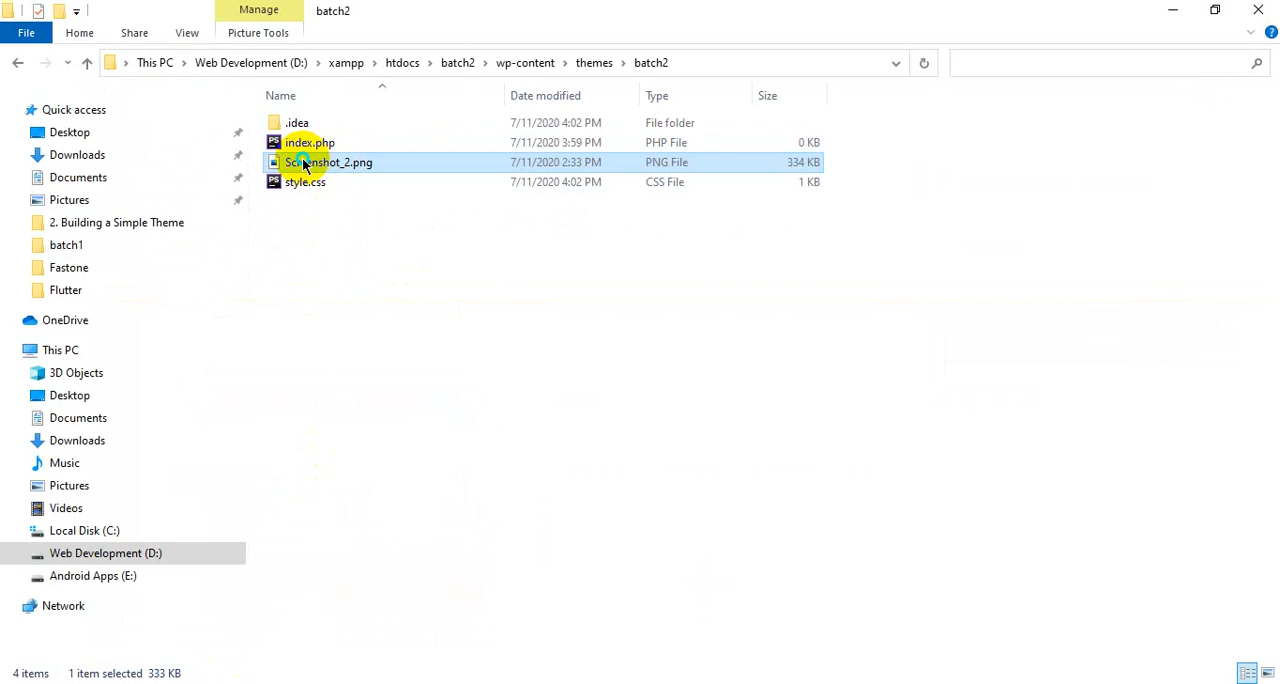 Manage
batch2
File
Home
Share
View
Picture Tools
This PC
Web Development (D:)
xampp
htdocs
batch2
wp-content
themes
batch2
Name
Date modified
Type
Size
Quick access
.idea
7/11/2020 4:02 PM
File folder
index.php
7/11/2020 3:59 PM
PHP File
0 KB
Screenshot_2.png
7/11/2020 2:33 PM
PNG File
334 KB
style.css
7/11/2020 4:02 PM
CSS File
1 KB
Desktop
Downloads
Documents
Pictures
2. Building a Simple Theme
batch1
Fastone
Flutter
OneDrive
This PC
3D Objects
Desktop
Documents
Downloads
Music
Pictures
Videos
Local Disk (C:)
Web Development (D:)
Android Apps (E:)
Network
4 items
1 item selected 333 KB